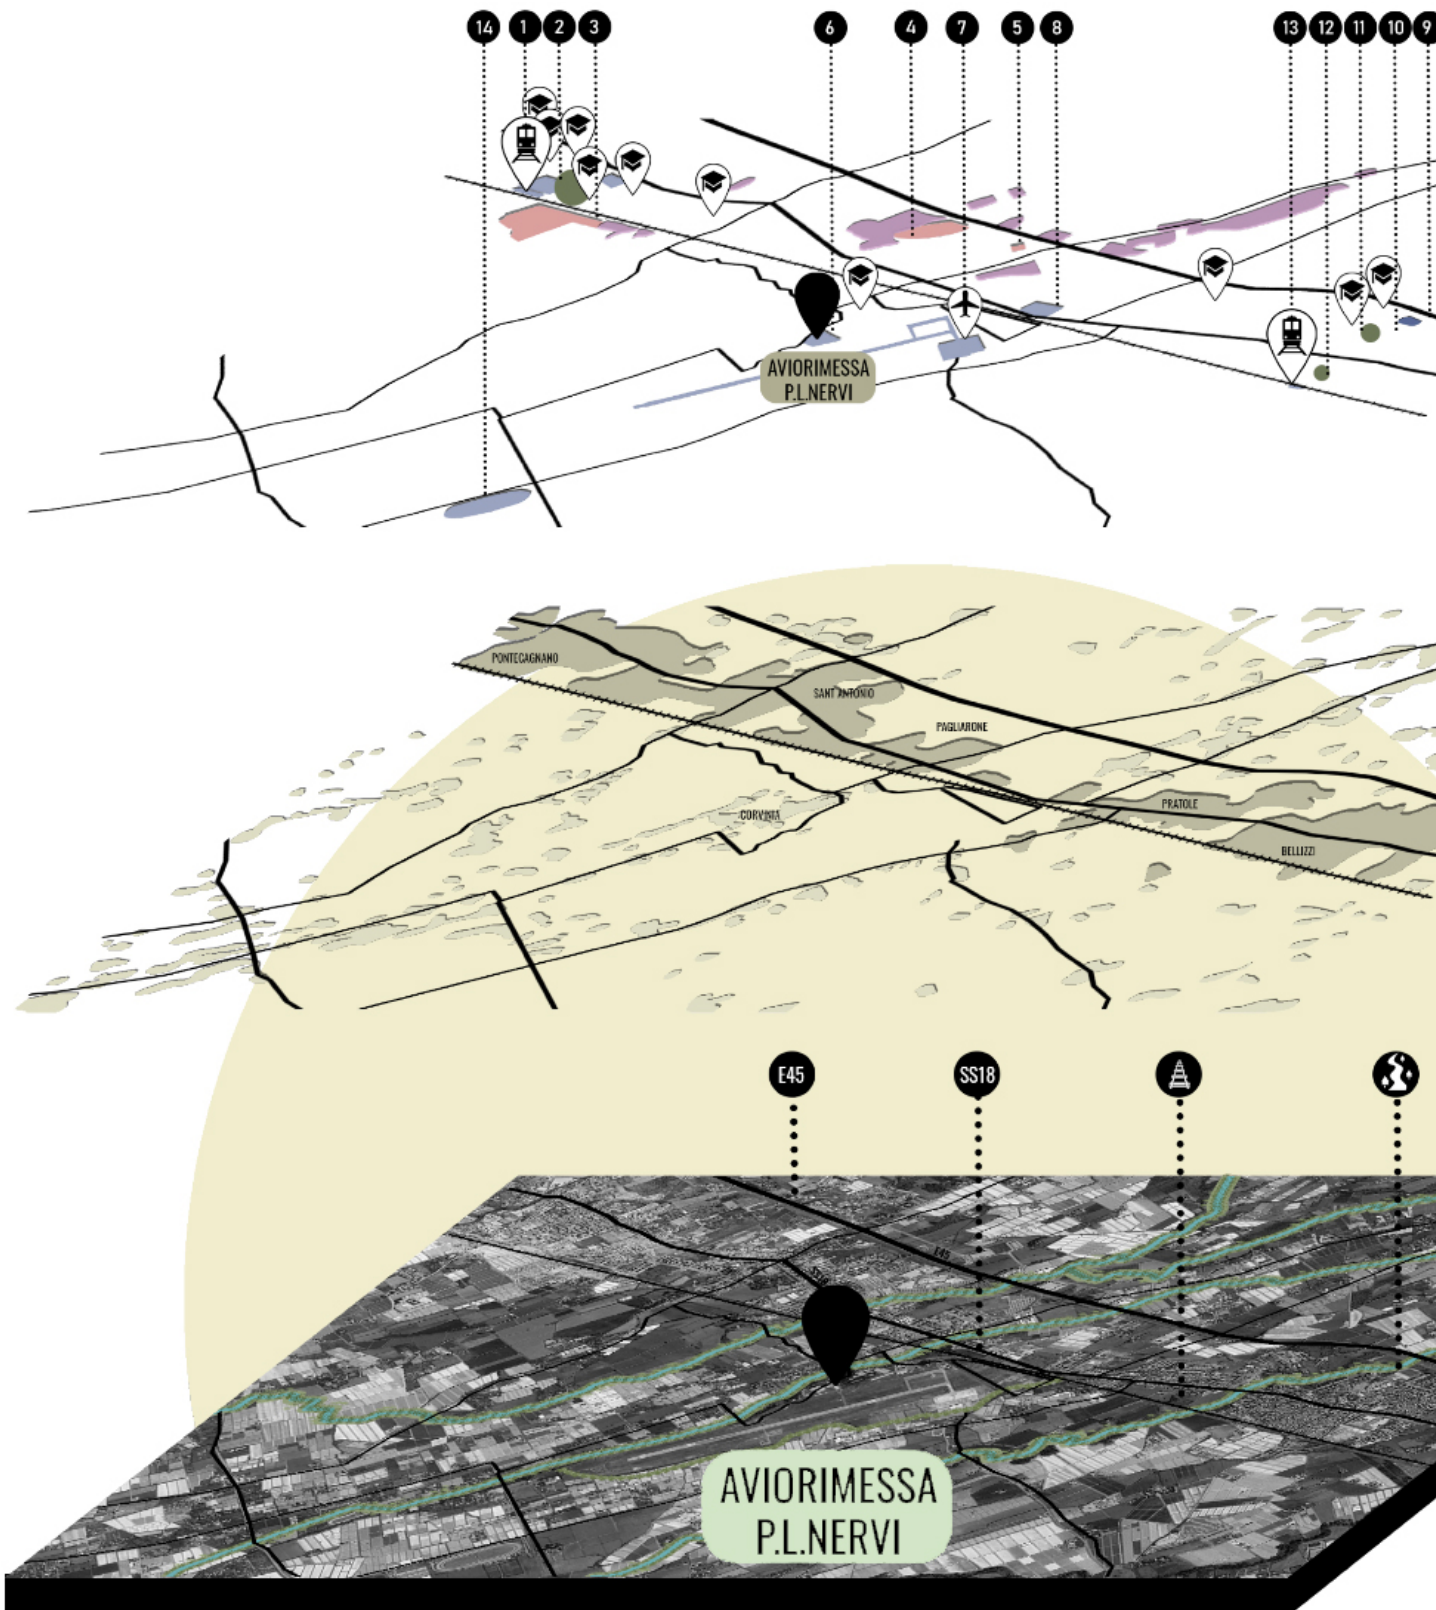 14 1 2 3 6 4 7 5 8 13 12 11 10 9
AVIORIMESSA
P.L.NERVI
PONTECAGNANO
SANT ANTONIO
PAGLIARONE
PRATOLE
CORVINIA
BELLIZZI
E45
SS18
E45
AVIORIMESSA
P.L.NERVI